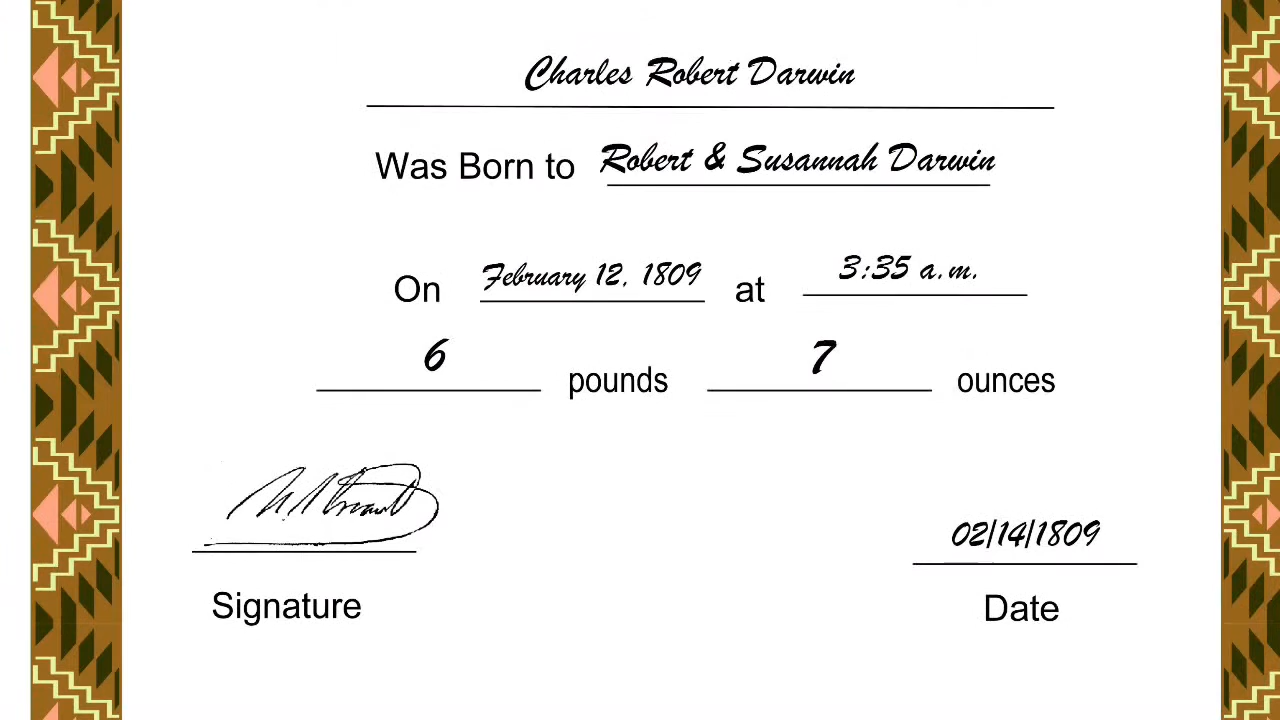 Charles Robert Darwin
Was Born to Robert & Susannah Darwin
On February 12, 1809 at 3:35 a.m.
6 pounds 7 ounces
02/14/1809
Signature Date